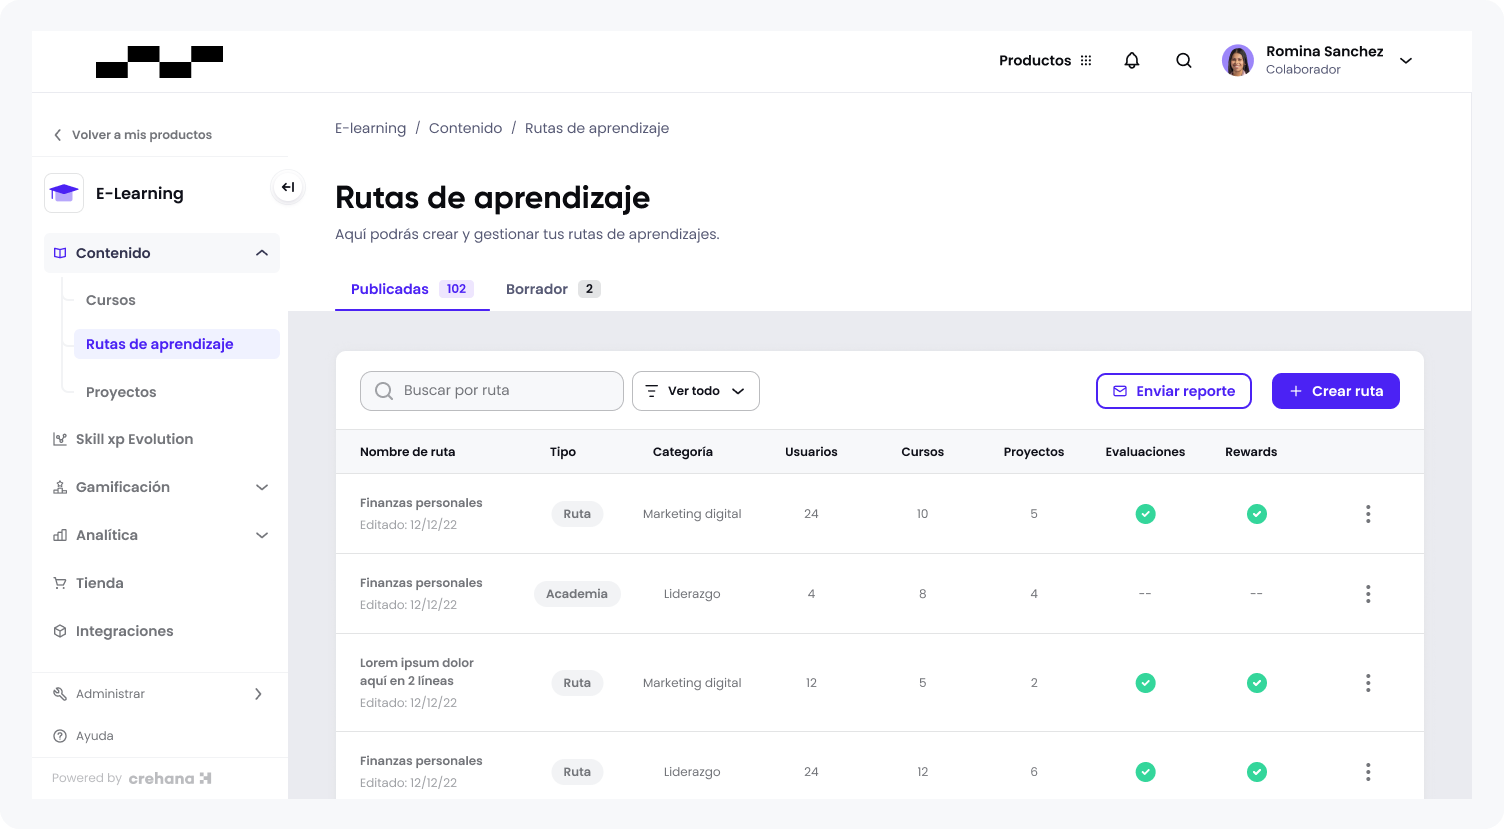 Productos
Romina Sanchez
Colaborador
Volver a mis productos
E-Learning
Contenido
Cursos
Rutas de aprendizaje
Proyectos
Skill xp Evolution
Gamificación
Analítica
Tienda
Integraciones
Administrar
Ayuda
Powered by crehana
E-learning / Contenido / Rutas de aprendizaje
Rutas de aprendizaje
Aquí podrás crear y gestionar tus rutas de aprendizajes.
Publicadas 102 Borrador 2
Buscar por ruta Ver todo Enviar reporte + Crear ruta
Nombre de ruta Tipo Categoría Usuarios Cursos Proyectos Evaluaciones Rewards
Finanzas personales
Editado: 12/12/22
Ruta Marketing digital 24 10 5
Finanzas personales
Editado: 12/12/22
Academia Liderazgo 4 8 4 -- --
Lorem ipsum dolor
aquí en 2 líneas
Editado: 12/12/22
Ruta Marketing digital 12 5 2
Finanzas personales
Editado: 12/12/22
Ruta Liderazgo 24 12 6